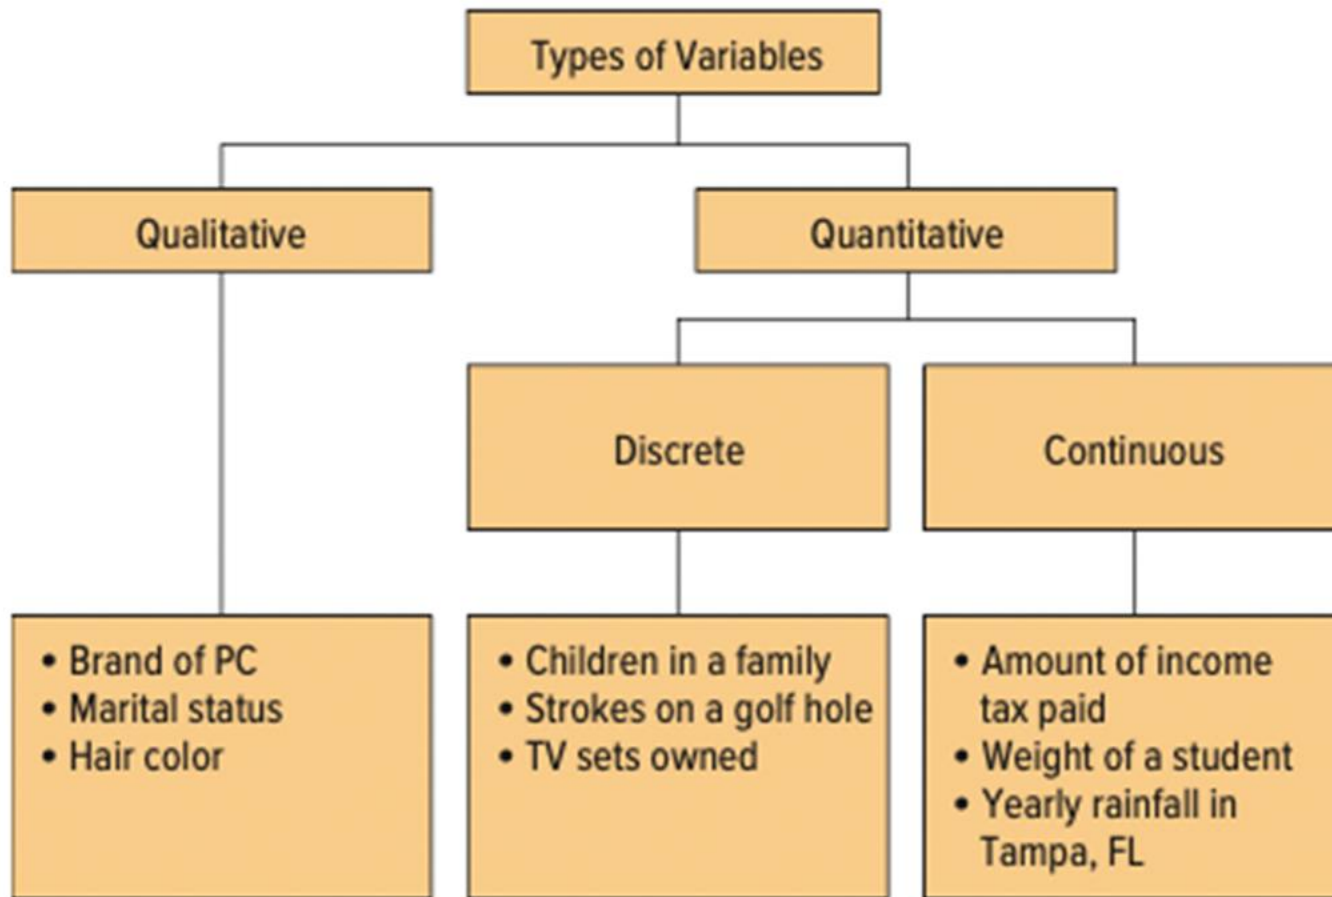 Types of Variables
Qualitative
Quantitative
Discrete
Continuous
• Brand of PC
• Marital status
• Hair color
• Children in a family
• Strokes on a golf hole
• TV sets owned
• Amount of income
tax paid
• Weight of a student
• Yearly rainfall in
Tampa, FL